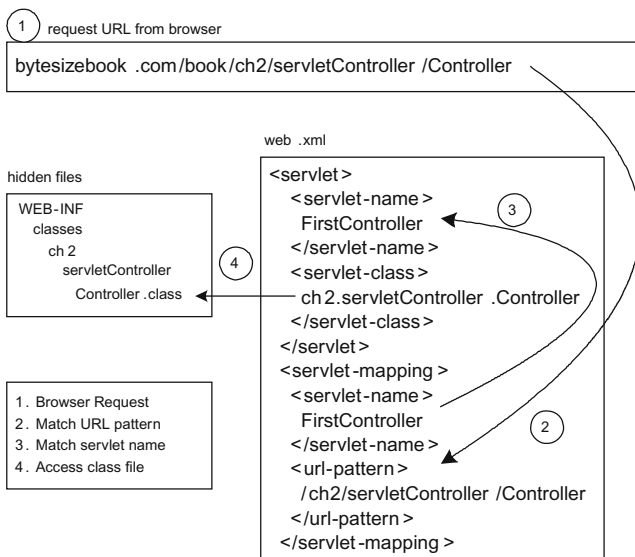 1 request URL from browser
bytesizebook .com/book/ch2/servletController /Controller
web .xml
hidden files
WEB-INF
classes
ch 2
servletController
Controller .class
4
<servlet>
<servlet-name>
FirstController
</servlet-name>
<servlet-class>
ch2.servletController .Controller
</servlet-class>
</servlet>
<servlet-mapping>
<servlet-name>
FirstController
</servlet-name>
<url-pattern>
/ch2/servletController /Controller
</url-pattern>
</servlet-mapping>
3
2
1. Browser Request
2. Match URL pattern
3. Match servlet name
4. Access class file